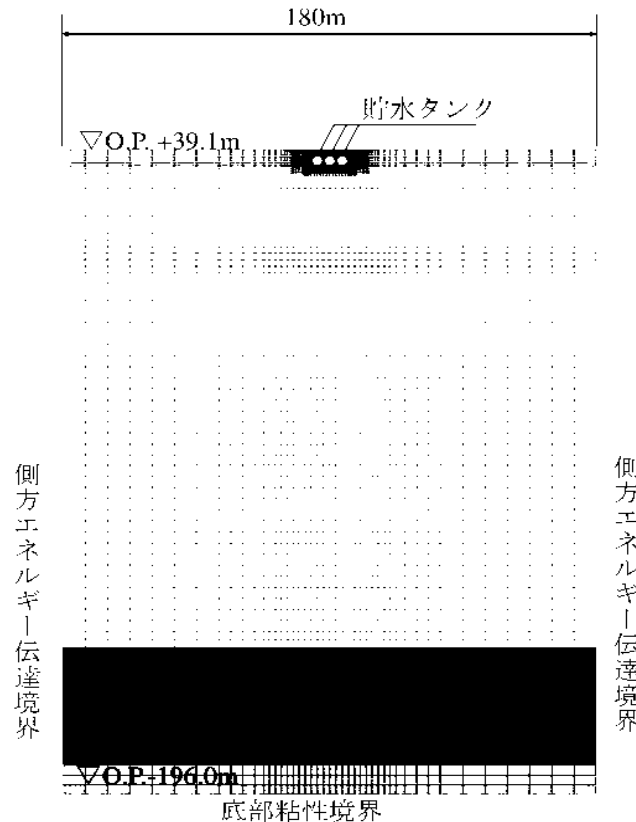 180m
貯水タンク
▽O.P. +39.1m
側方エネルギー伝達境界
側方エネルギー伝達境界
▽O.P.-196.0m
底部粘性境界